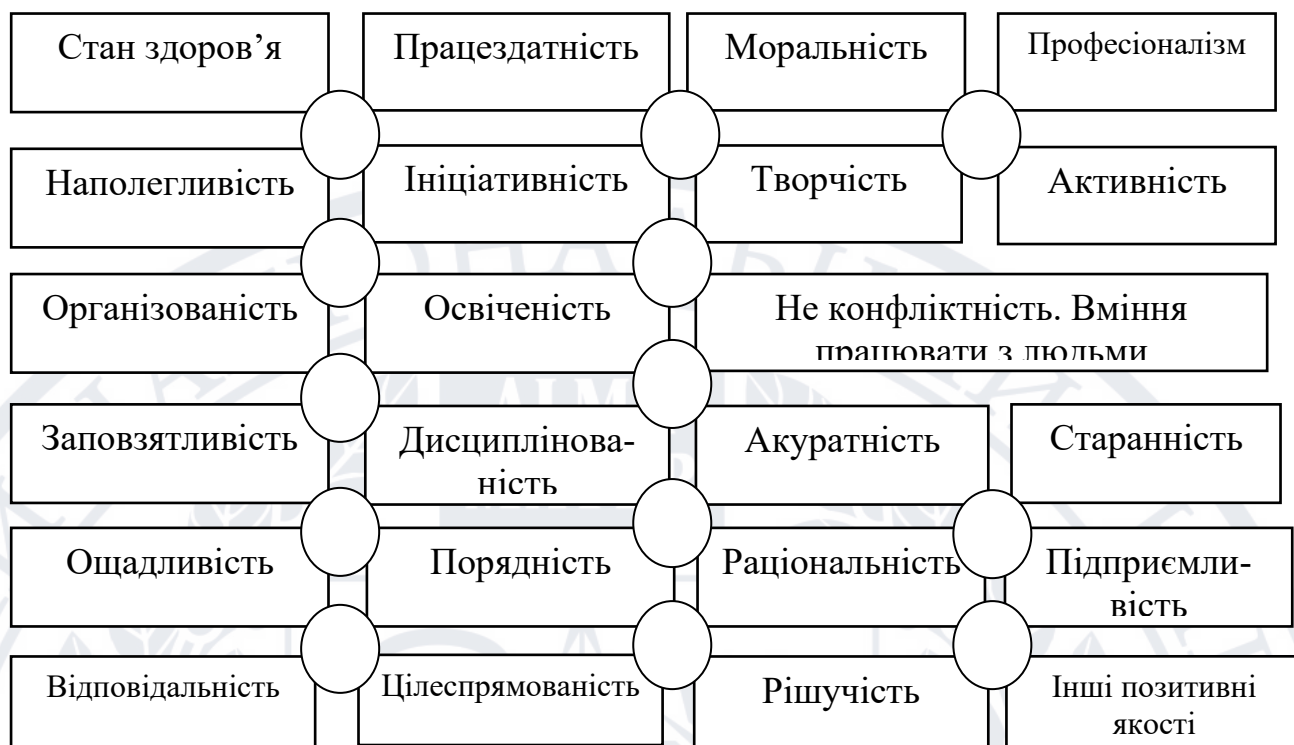 Стан здоров’я
Працездатність
Моральність
Професіоналізм
Наполегливість
Ініціативність
Творчість
Активність
Організованість
Освіченість
Не конфліктність. Вміння
працювати з людьми
Заповзятливість
Дисциплінова-
ність
Акуратність
Старанність
Ощадливість
Порядність
Раціональність
Підприємли-
вість
Відповідальність
Цілеспрямованість
Рішучість
Інші позитивні
якості